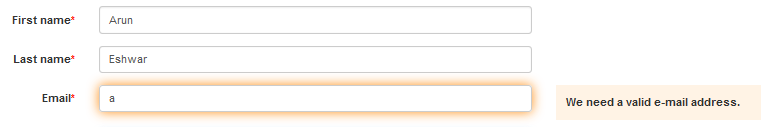 First name* Arun
Last name* Eshwar
Email* a We need a valid e-mail address.